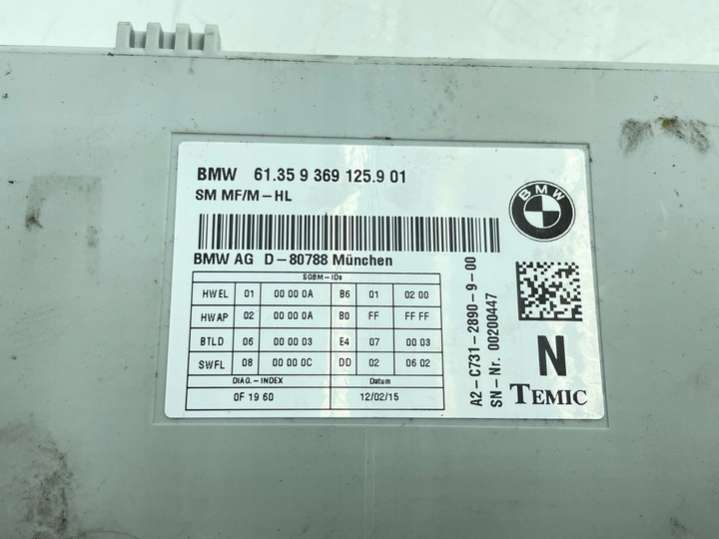 BMW 61.35 9 369 125.9 01
SM MF/M-HL
BMW
BMW AG D-80788 München
SGBM-IDs
HWEL 01 00 00 0A B6 01 02 00
HWAP 02 00 00 0A B0 FF FF FF
BTLD 06 00 00 03 E4 07 00 03
SWFL 08 00 00 0C DD 02 06 02
DIAG.-INDEX Datum
0F 19 60 12/02/15
A2-C731-2890-9-00
SN-Nr. 00200447
N
TEMIC